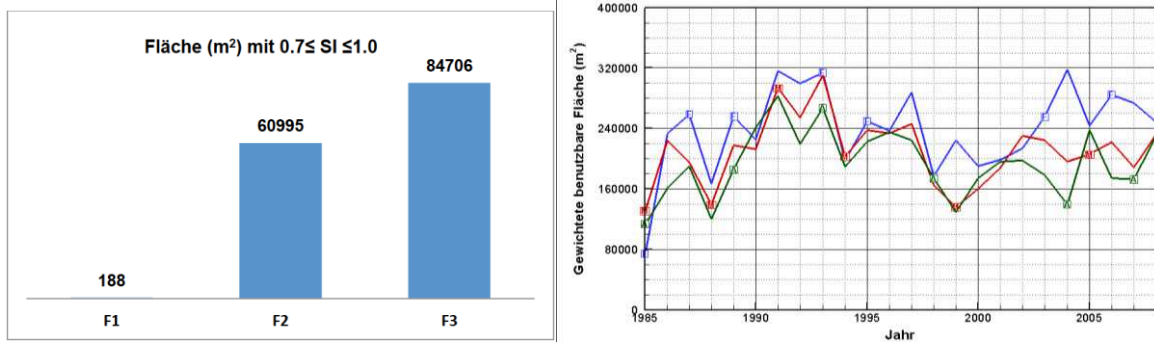 Fläche (m²) mit 0.7≤ SI ≤1.0
84706
60995
188
F1 F2 F3
Gewichtete benutzbare Fläche (m²)
400000
320000
240000
160000
80000
0
1985 1990 1995 2000 2005
Jahr